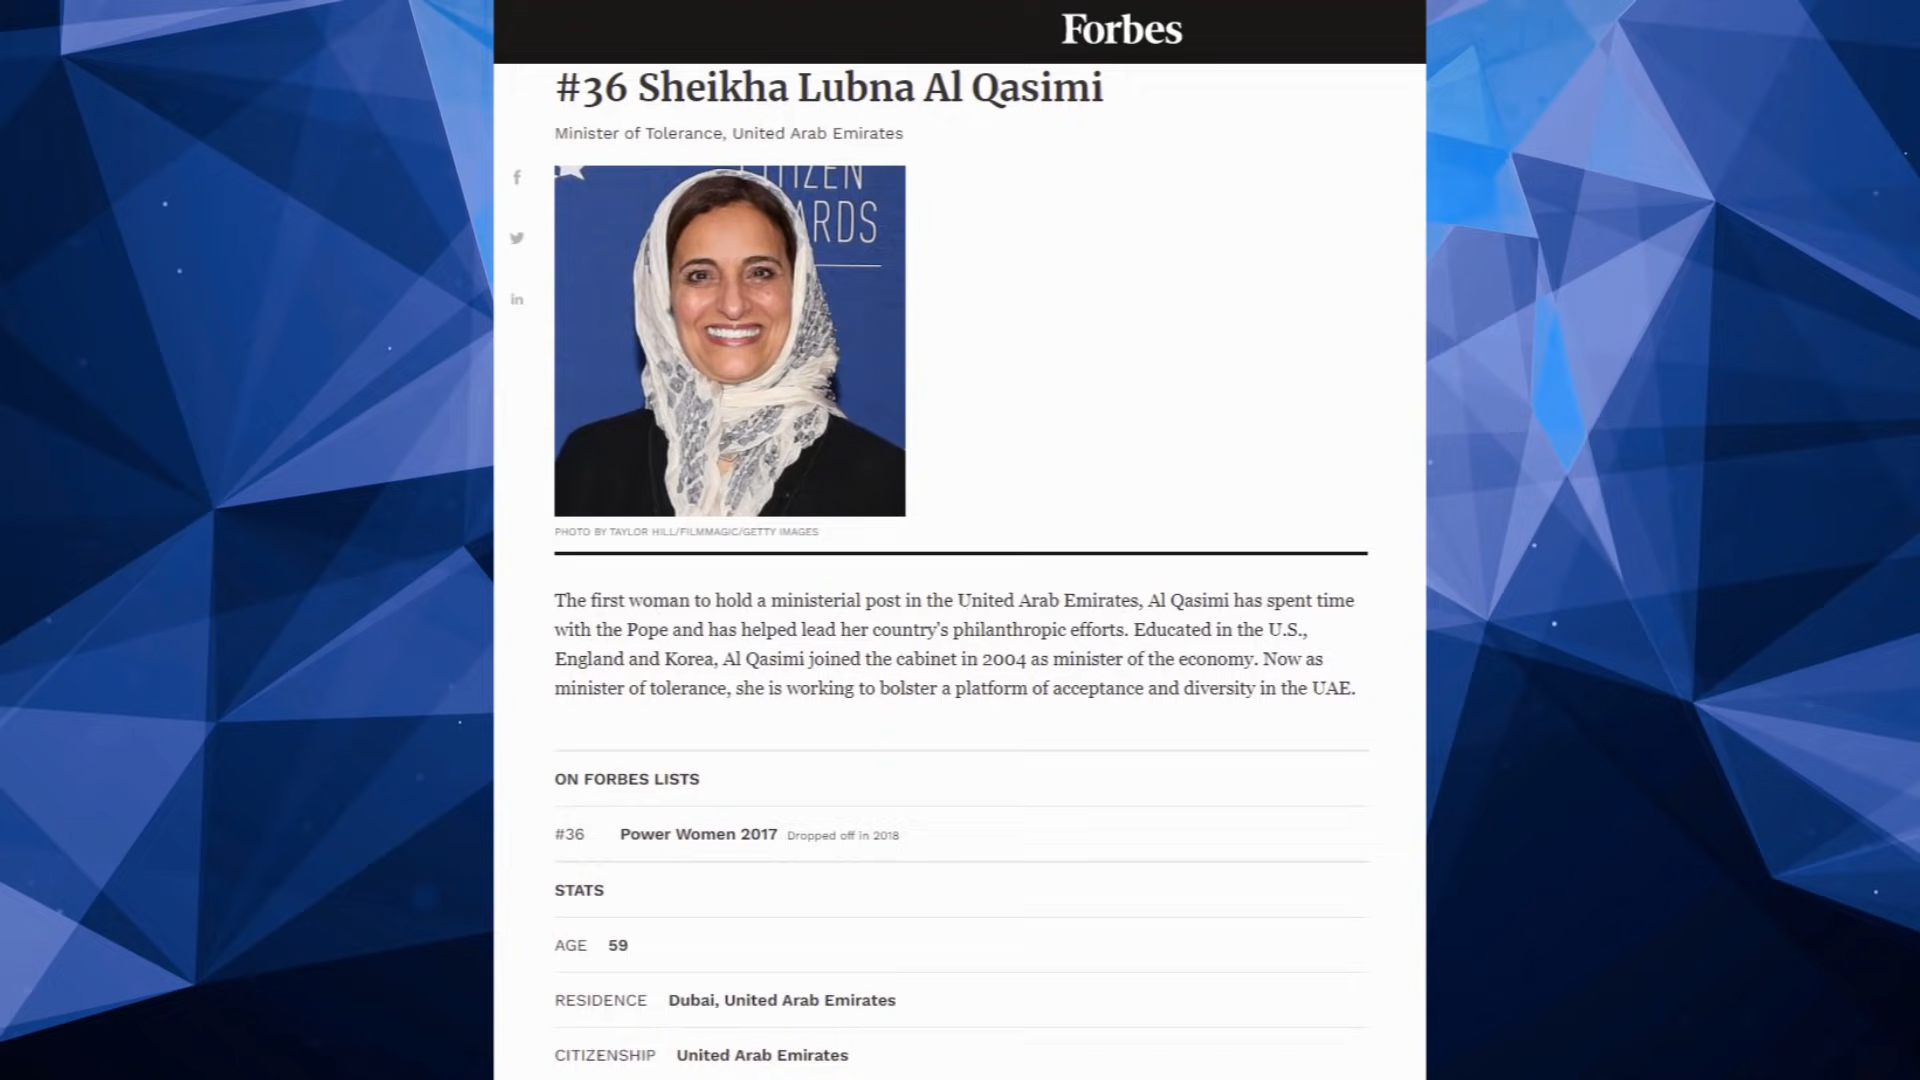 Forbes
#36 Sheikha Lubna Al Qasimi
Minister of Tolerance, United Arab Emirates
ARDS
f
in
PHOTO BY TAYLOR HILL/FILMMAGIC/GETTY IMAGES
The first woman to hold a ministerial post in the United Arab Emirates, Al Qasimi has spent time
with the Pope and has helped lead her country's philanthropic efforts. Educated in the U.S.,
England and Korea, Al Qasimi joined the cabinet in 2004 as minister of the economy. Now as
minister of tolerance, she is working to bolster a platform of acceptance and diversity in the UAE.
ON FORBES LISTS
#36 Power Women 2017 Dropped off in 2018
STATS
AGE 59
RESIDENCE Dubai, United Arab Emirates
CITIZENSHIP United Arab Emirates